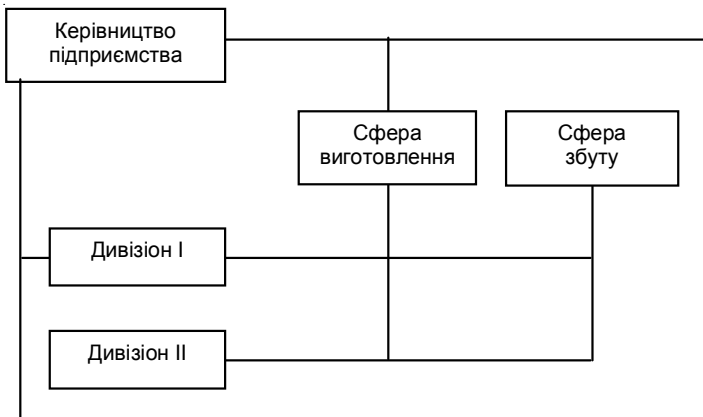 Керівництво
підприємства
Сфера
виготовлення
Сфера
збуту
Дивізіон I
Дивізіон II